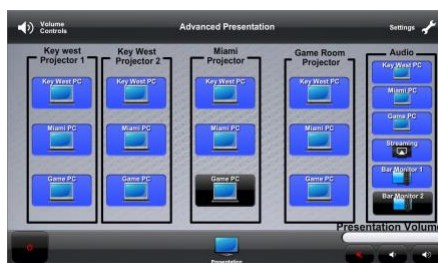 Volume
Controls
Advanced Presentation
Settings
Key west
Projector 1
Key West
Projector 2
Miami
Projector
Game Room
Projector
Audio
Key West PC
Key West PC
Key West PC
Key West PC
Key West PC
Miami PC
Game PC
Miami PC
Miami PC
Miami PC
Miami PC
Streaming
Bar Monitor 1
Game PC
Game PC
Game PC
Game PC
Bar Monitor 2
Presentation Volume
Presentation